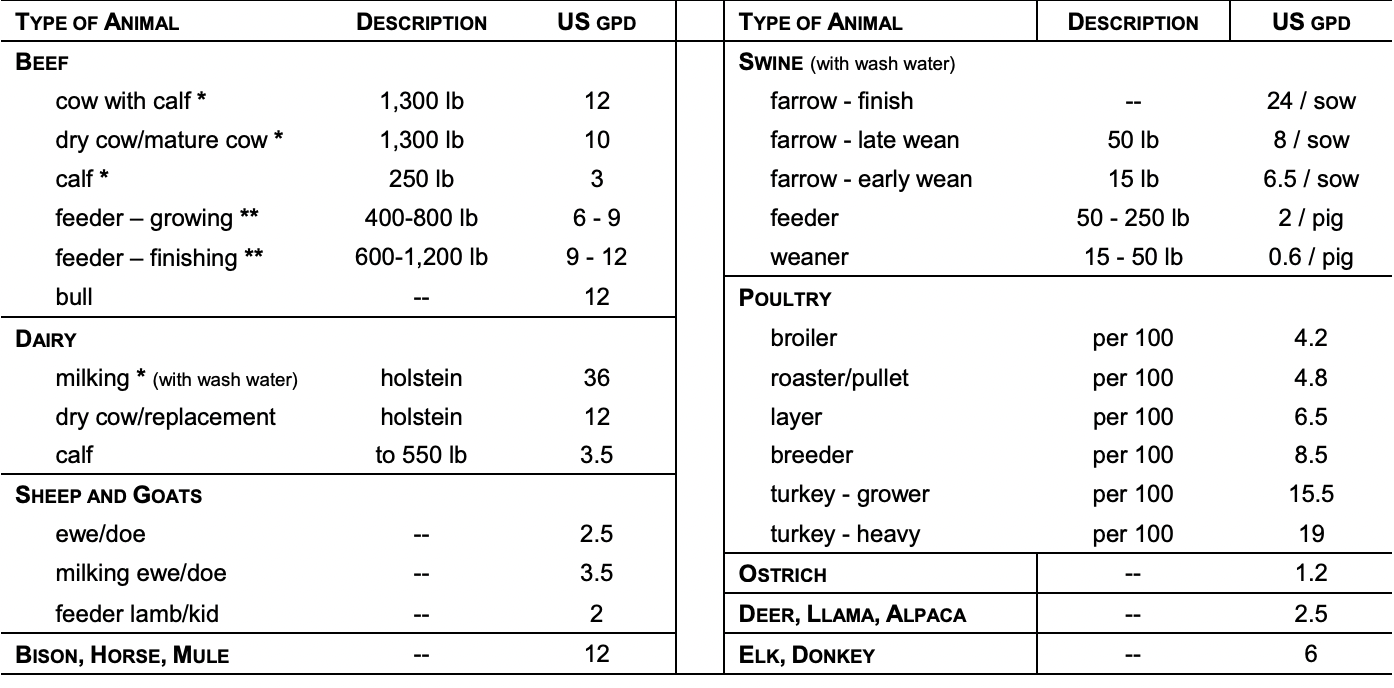 TYPE OF ANIMAL DESCRIPTION US GPD
BEEF
cow with calf * 1,300 lb 12
dry cow/mature cow * 1,300 lb 10
calf * 250 lb 3
feeder – growing ** 400-800 lb 6 - 9
feeder – finishing ** 600-1,200 lb 9 - 12
bull -- 12
DAIRY
milking * (with wash water) holstein 36
dry cow/replacement holstein 12
calf to 550 lb 3.5
SHEEP AND GOATS
ewe/doe -- 2.5
milking ewe/doe -- 3.5
feeder lamb/kid -- 2
BISON, HORSE, MULE -- 12
TYPE OF ANIMAL DESCRIPTION US GPD
SWINE (with wash water)
farrow - finish -- 24 / sow
farrow - late wean 50 lb 8 / sow
farrow - early wean 15 lb 6.5 / sow
feeder 50 - 250 lb 2 / pig
weaner 15 - 50 lb 0.6 / pig
POULTRY
broiler per 100 4.2
roaster/pullet per 100 4.8
layer per 100 6.5
breeder per 100 8.5
turkey - grower per 100 15.5
turkey - heavy per 100 19
OSTRICH -- 1.2
DEER, LLAMA, ALPACA -- 2.5
ELK, DONKEY -- 6